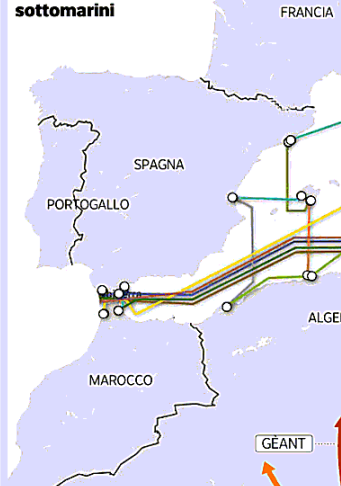 sottomarini
FRANCIA
SPAGNA
PORTOGALLO
ALGE
MAROCCO
GÈANT